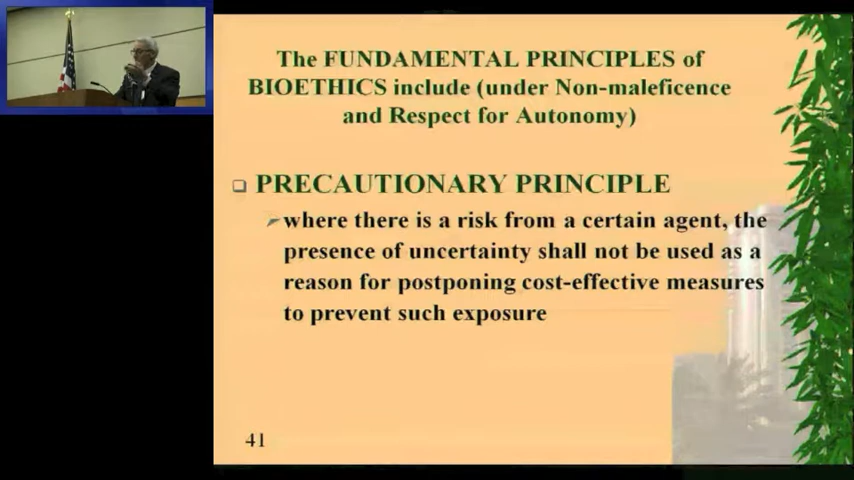 The FUNDAMENTAL PRINCIPLES of
BIOETHICS include (under Non-maleficence
and Respect for Autonomy)
PRECAUTIONARY PRINCIPLE
where there is a risk from a certain agent, the
presence of uncertainty shall not be used as a
reason for postponing cost-effective measures
to prevent such exposure
41